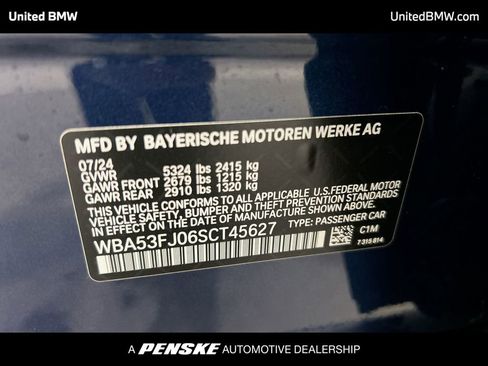 United BMW
UnitedBMW.com
MFD BY BAYERISCHE MOTOREN WERKE AG
07/24
GVWR 5324 lbs 2415 kg
GAWR FRONT 2679 lbs 1215 kg
GAWR REAR 2910 lbs 1320 kg
THIS VEHICLE CONFORMS TO ALL APPLICABLE U.S.FEDERAL MOTOR
VEHICLE SAFETY, BUMPER, AND THEFT PREVENTION STANDARDS
IN EFFECT ON THE DATE OF MANUFACTURE SHOWN ABOVE.
WBA53FJ06SCT45627 TYPE: PASSENGER CAR
C1M
7315814
A PENSKE AUTOMOTIVE DEALERSHIP